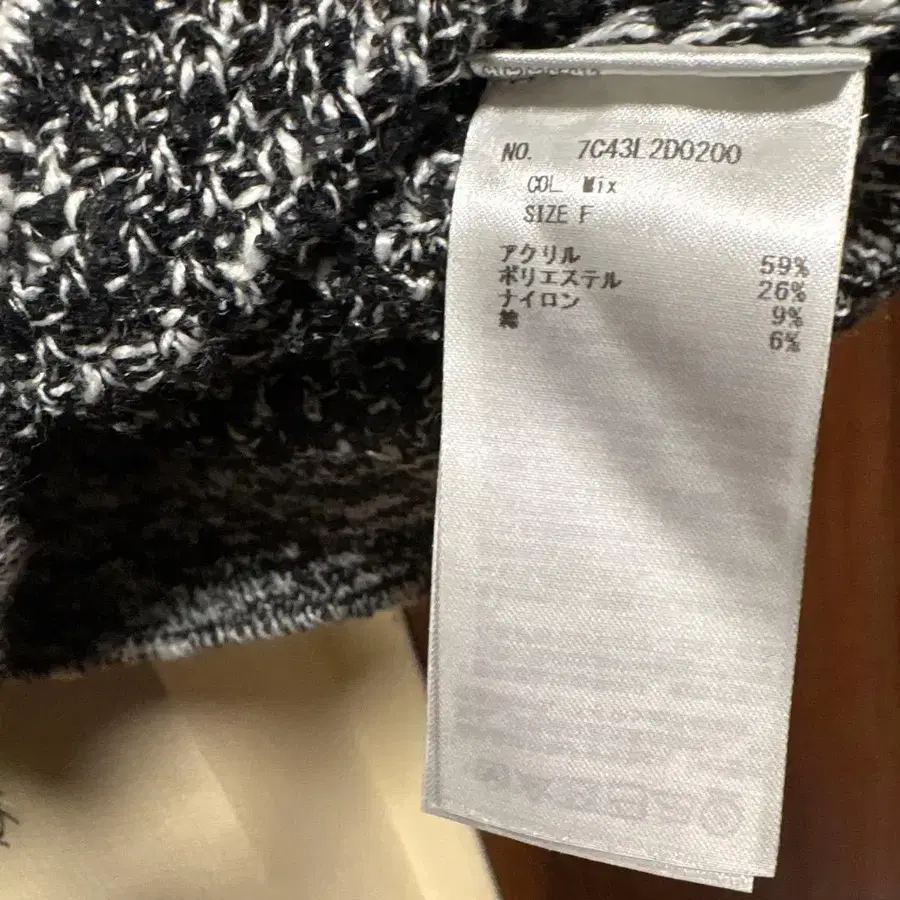 NO. 7C43L2D0200
COL Mix
SIZE F
アクリル 59%
ポリエステル 26%
ナイロン 9%
綿 6%